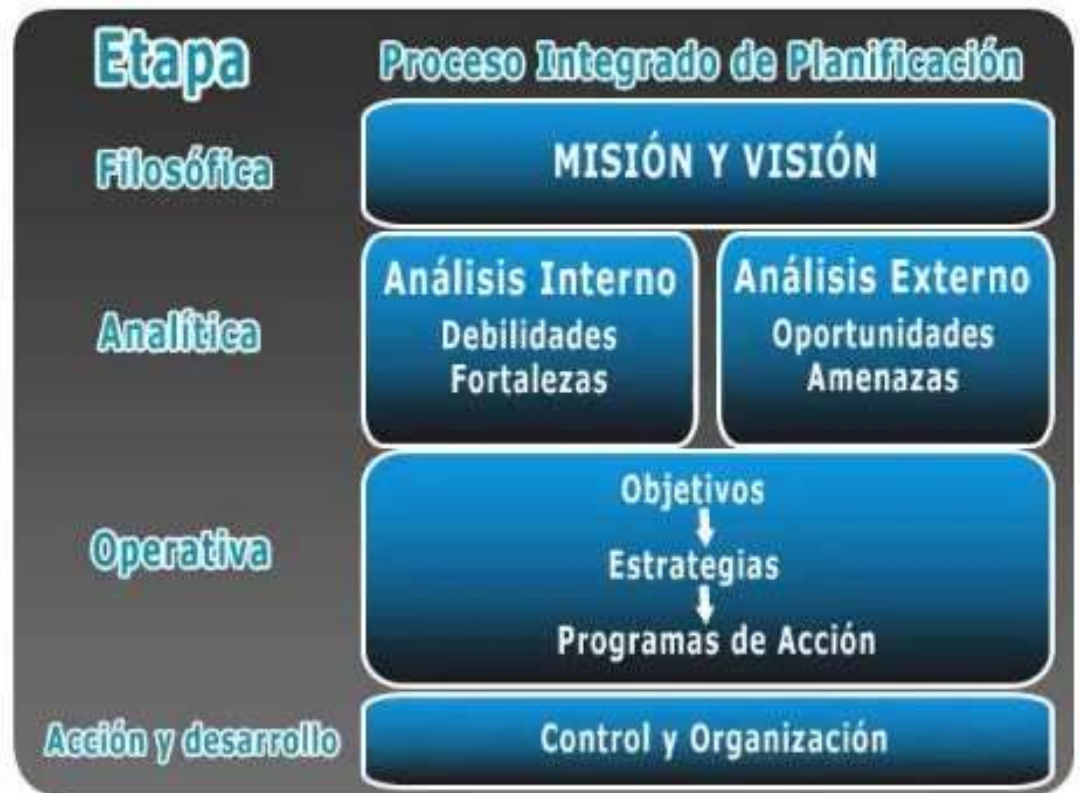 Etapa
Proceso Integrado de Planificación
Filosófica
MISIÓN Y VISIÓN
Analítica
Análisis Interno
Debilidades
Fortalezas
Análisis Externo
Oportunidades
Amenazas
Operativa
Objetivos
Estrategias
Programas de Acción
Acción y desarrollo
Control y Organización